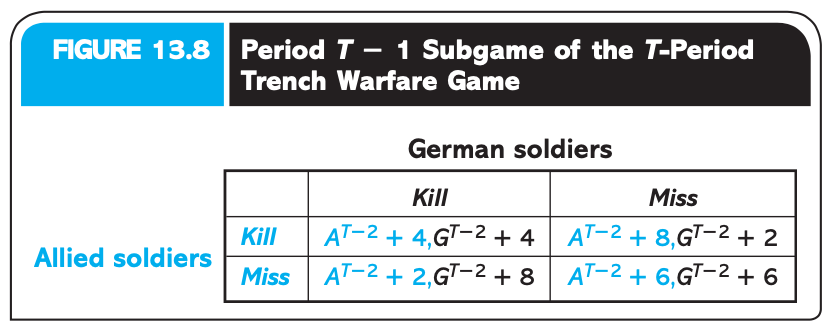 FIGURE 13.8 Period T − 1 Subgame of the T-Period
Trench Warfare Game
German soldiers
Kill Miss
Kill A^{T−2} + 4,G^{T−2} + 4 A^{T−2} + 8,G^{T−2} + 2
Allied soldiers
Miss A^{T−2} + 2,G^{T−2} + 8 A^{T−2} + 6,G^{T−2} + 6